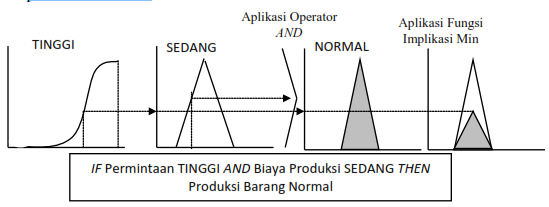 Aplikasi Operator
AND
Aplikasi Fungsi
Implikasi Min
TINGGI
SEDANG
NORMAL
IF Permintaan TINGGI AND Biaya Produksi SEDANG THEN
Produksi Barang Normal